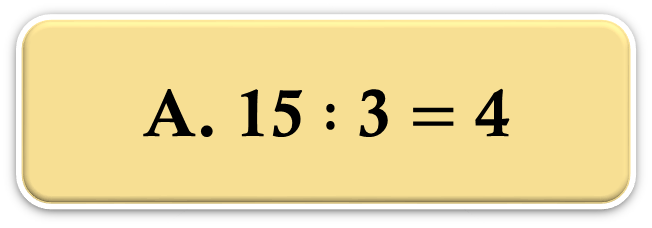 A. 15 : 3 = 4